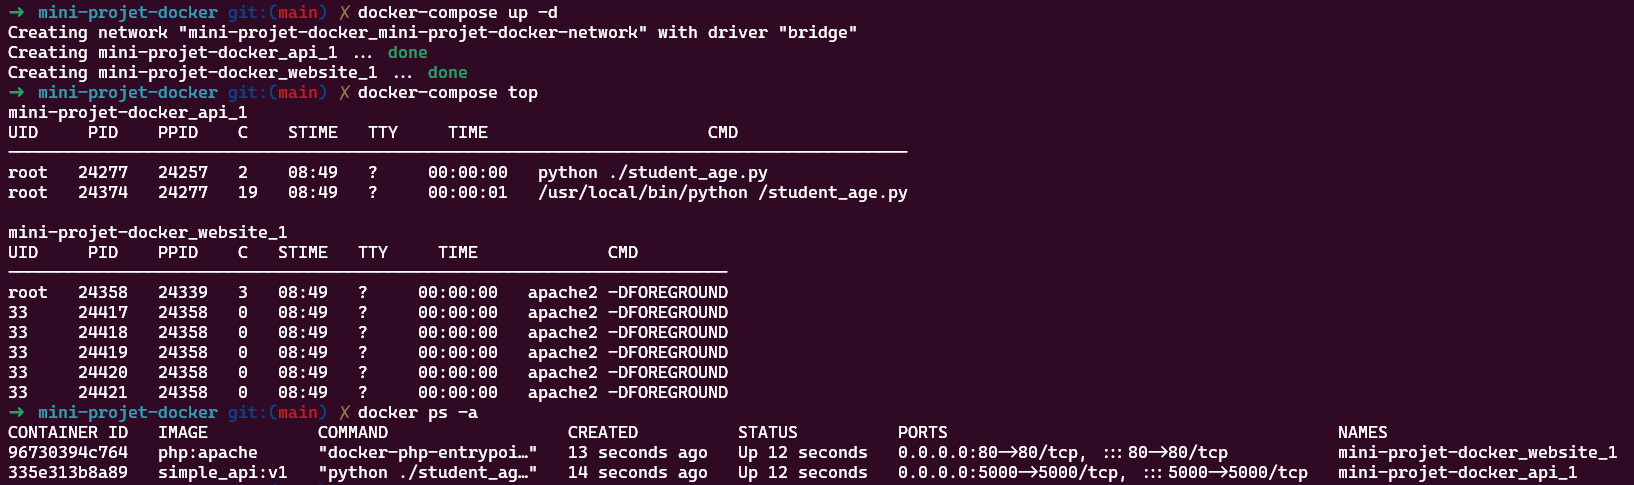 ➜ mini-projet-docker git:(main) ✗ docker-compose up -d
Creating network "mini-projet-docker_mini-projet-docker-network" with driver "bridge"
Creating mini-projet-docker_api_1 ... done
Creating mini-projet-docker_website_1 ... done
➜ mini-projet-docker git:(main) ✗ docker-compose top
mini-projet-docker_api_1
UID PID PPID C STIME TTY TIME CMD
root 24277 24257 2 08:49 ? 00:00:00 python ./student_age.py
root 24374 24277 19 08:49 ? 00:00:01 /usr/local/bin/python /student_age.py
mini-projet-docker_website_1
UID PID PPID C STIME TTY TIME CMD
root 24358 24339 3 08:49 ? 00:00:00 apache2 -DFOREGROUND
33 24417 24358 0 08:49 ? 00:00:00 apache2 -DFOREGROUND
33 24418 24358 0 08:49 ? 00:00:00 apache2 -DFOREGROUND
33 24419 24358 0 08:49 ? 00:00:00 apache2 -DFOREGROUND
33 24420 24358 0 08:49 ? 00:00:00 apache2 -DFOREGROUND
33 24421 24358 0 08:49 ? 00:00:00 apache2 -DFOREGROUND
➜ mini-projet-docker git:(main) ✗ docker ps -a
CONTAINER ID IMAGE COMMAND CREATED STATUS PORTS NAMES
96730394c764 php:apache "docker-php-entrypoi…" 13 seconds ago Up 12 seconds 0.0.0.0:80->80/tcp, :::80->80/tcp mini-projet-docker_website_1
335e313b8a89 simple_api:v1 "python ./student_ag…" 14 seconds ago Up 12 seconds 0.0.0.0:5000->5000/tcp, :::5000->5000/tcp mini-projet-docker_api_1